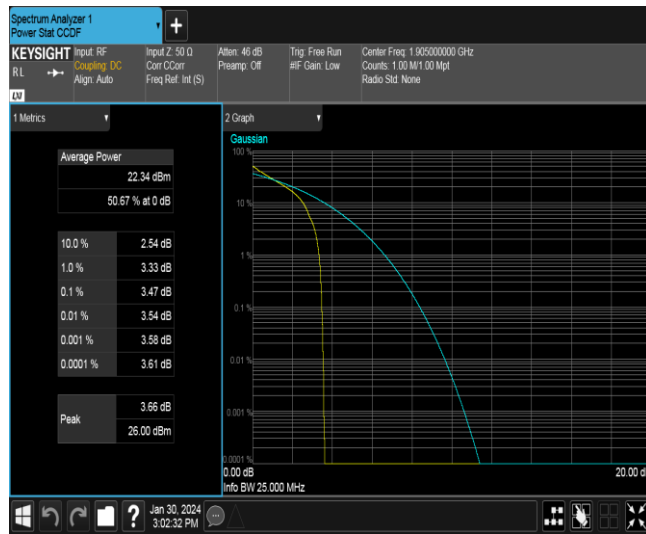 Spectrum Analyzer 1
Power Stat CCDF
KEYSIGHT
RL
LXI
Input: RF
Coupling: DC
Align: Auto
Input Z: 50 Ω
Corr CCorr
Freq Ref: Int (S)
Atten: 46 dB
Preamp: Off
Trig: Free Run
#IF Gain: Low
Center Freq: 1.905000000 GHz
Counts: 1.00 M/1.00 Mpt
Radio Std: None
1 Metrics
Average Power
22.34 dBm
50.67 % at 0 dB
10.0 % 2.54 dB
1.0 % 3.33 dB
0.1 % 3.47 dB
0.01 % 3.54 dB
0.001 % 3.58 dB
0.0001 % 3.61 dB
Peak
3.66 dB
26.00 dBm
2 Graph
Gaussian
100 %
10 %
1 %
0.1 %
0.01 %
0.001 %
0.0001 %
0.00 dB
20.00 d
Info BW 25.000 MHz
?
Jan 30, 2024
3:02:32 PM